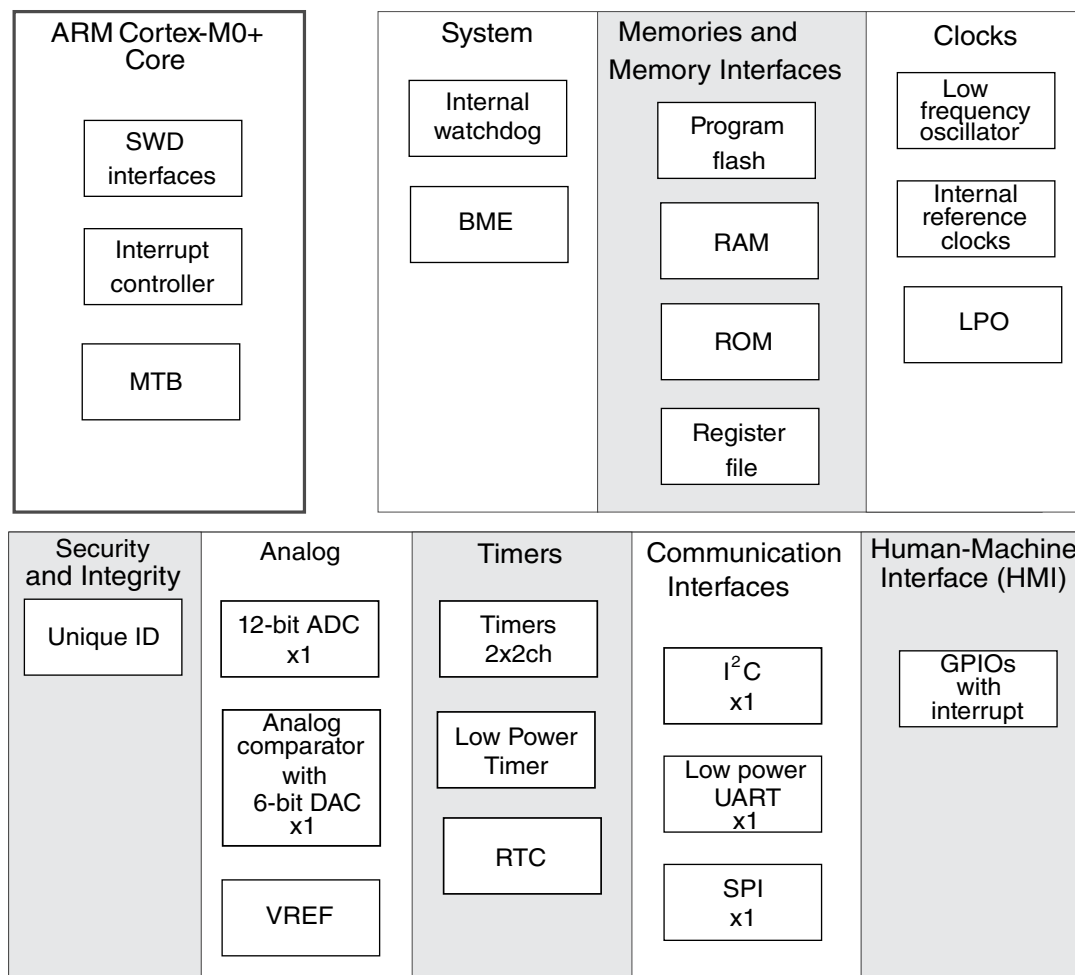 ARM Cortex-M0+
Core
SWD
interfaces
Interrupt
controller
MTB
System
Internal
watchdog
BME
Memories and
Memory Interfaces
Program
flash
RAM
ROM
Register
file
Clocks
Low
frequency
oscillator
Internal
reference
clocks
LPO
Security
and Integrity
Unique ID
Analog
12-bit ADC
x1
Analog
comparator
with
6-bit DAC
x1
VREF
Timers
Timers
2x2ch
Low Power
Timer
RTC
Communication
Interfaces
I²C
x1
Low power
UART
x1
SPI
x1
Human-Machine
Interface (HMI)
GPIOs
with
interrupt